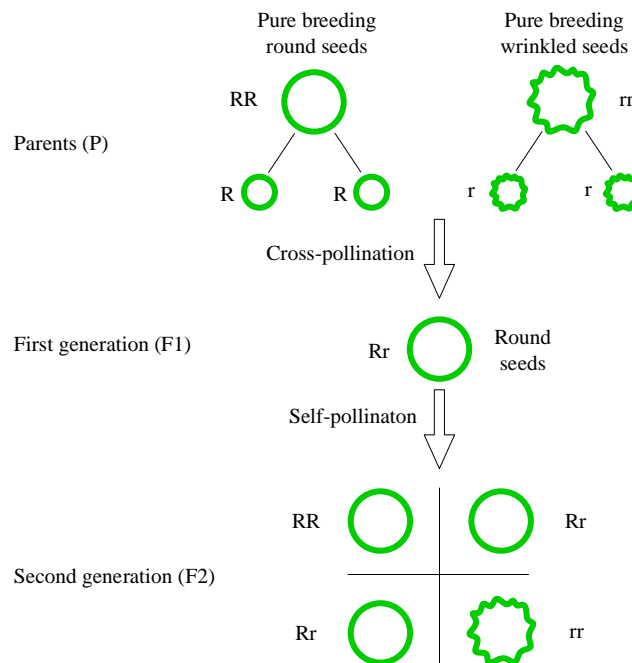 Pure breeding
round seeds
Pure breeding
wrinkled seeds
RR
rr
Parents (P)
R
R
r
r
Cross-pollination
First generation (F1)
Rr
Round
seeds
Self-pollinaton
RR
Rr
Second generation (F2)
Rr
rr